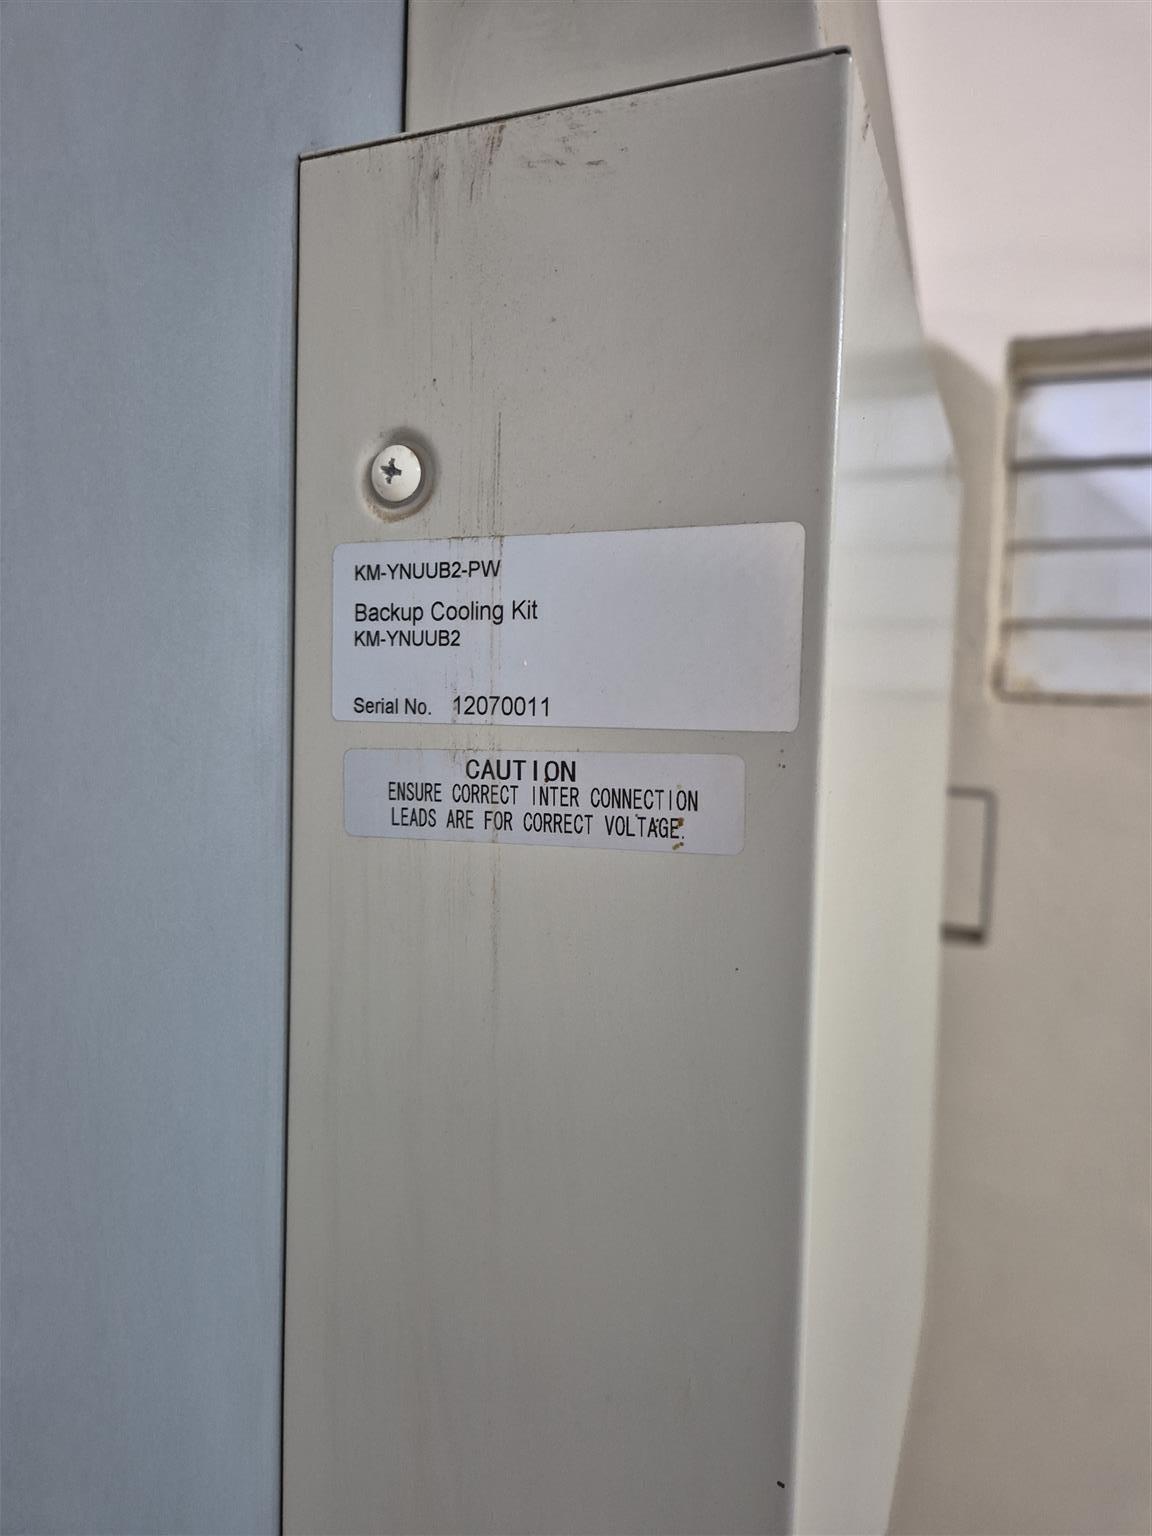 KM-YNUUB2-PW
Backup Cooling Kit
KM-YNUUB2
Serial No. 12070011
CAUTION
ENSURE CORRECT INTER CONNECTION
LEADS ARE FOR CORRECT VOLTAGE.